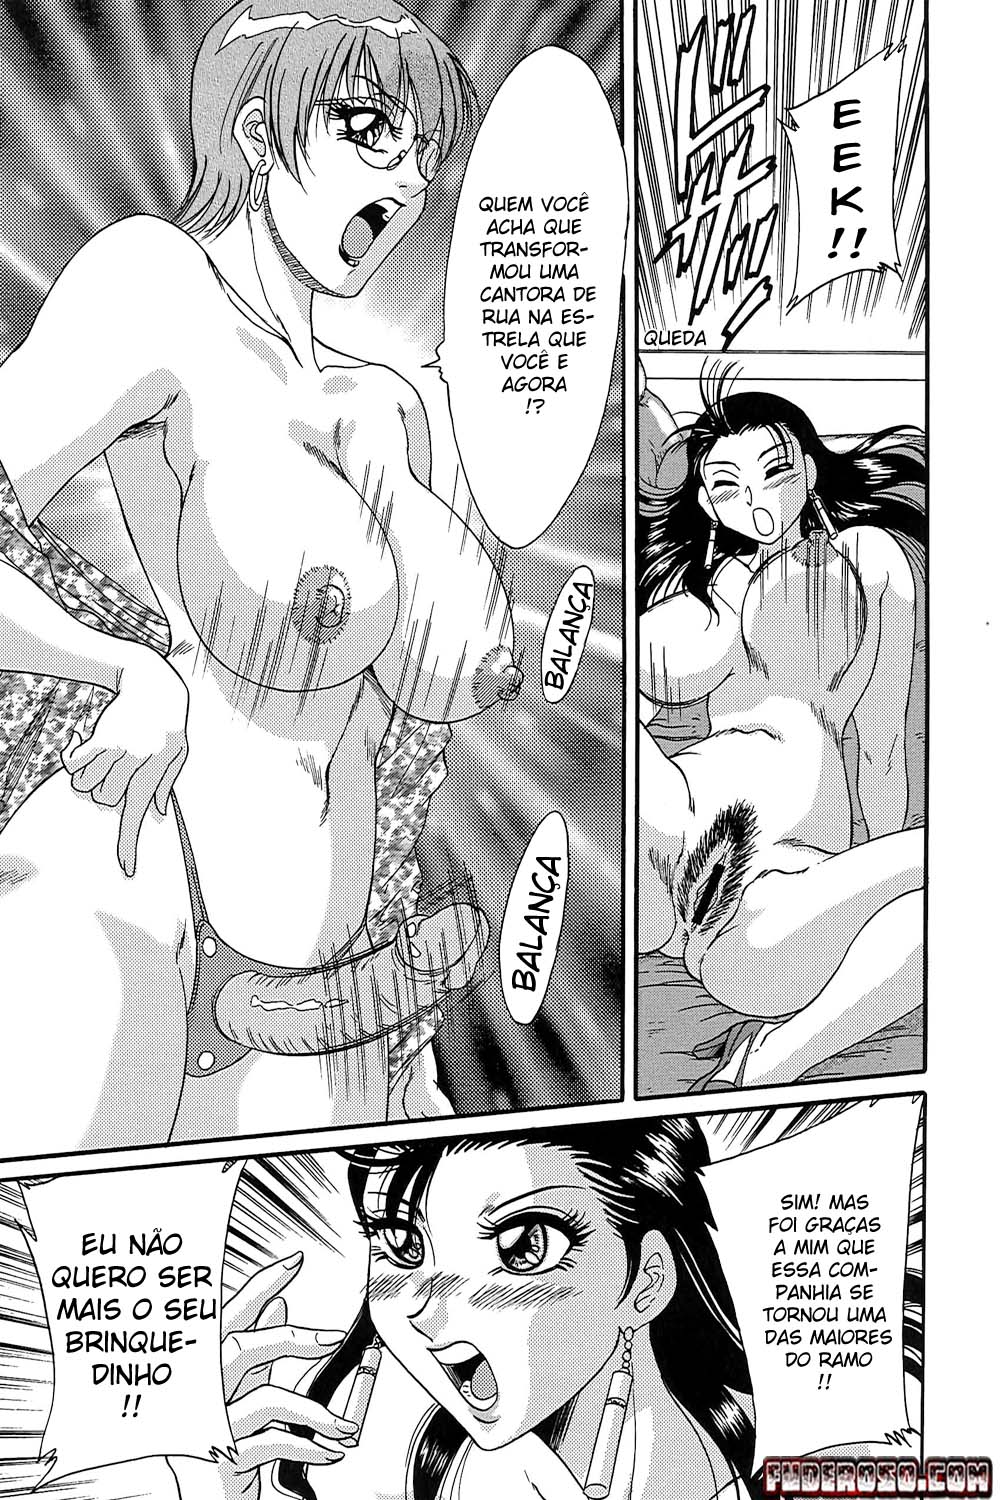 EEK!!
QUEDA
QUEM VOCÊ
ACHA QUE
TRANSFOR-
MOU UMA
CANTORA DE
RUA NA ES-
TRELA QUE
VOCÊ E
AGORA
!?
BALANÇA
BALANÇA
SIM! MAS
FOI GRAÇAS
A MIM QUE
ESSA COM-
PANHIA SE
TORNOU UMA
DAS MAIORES
DO RAMO
!!
EU NÃO
QUERO SER
MAIS O SEU
BRINQUE-
DINHO
!!
FUDEROSO.COM